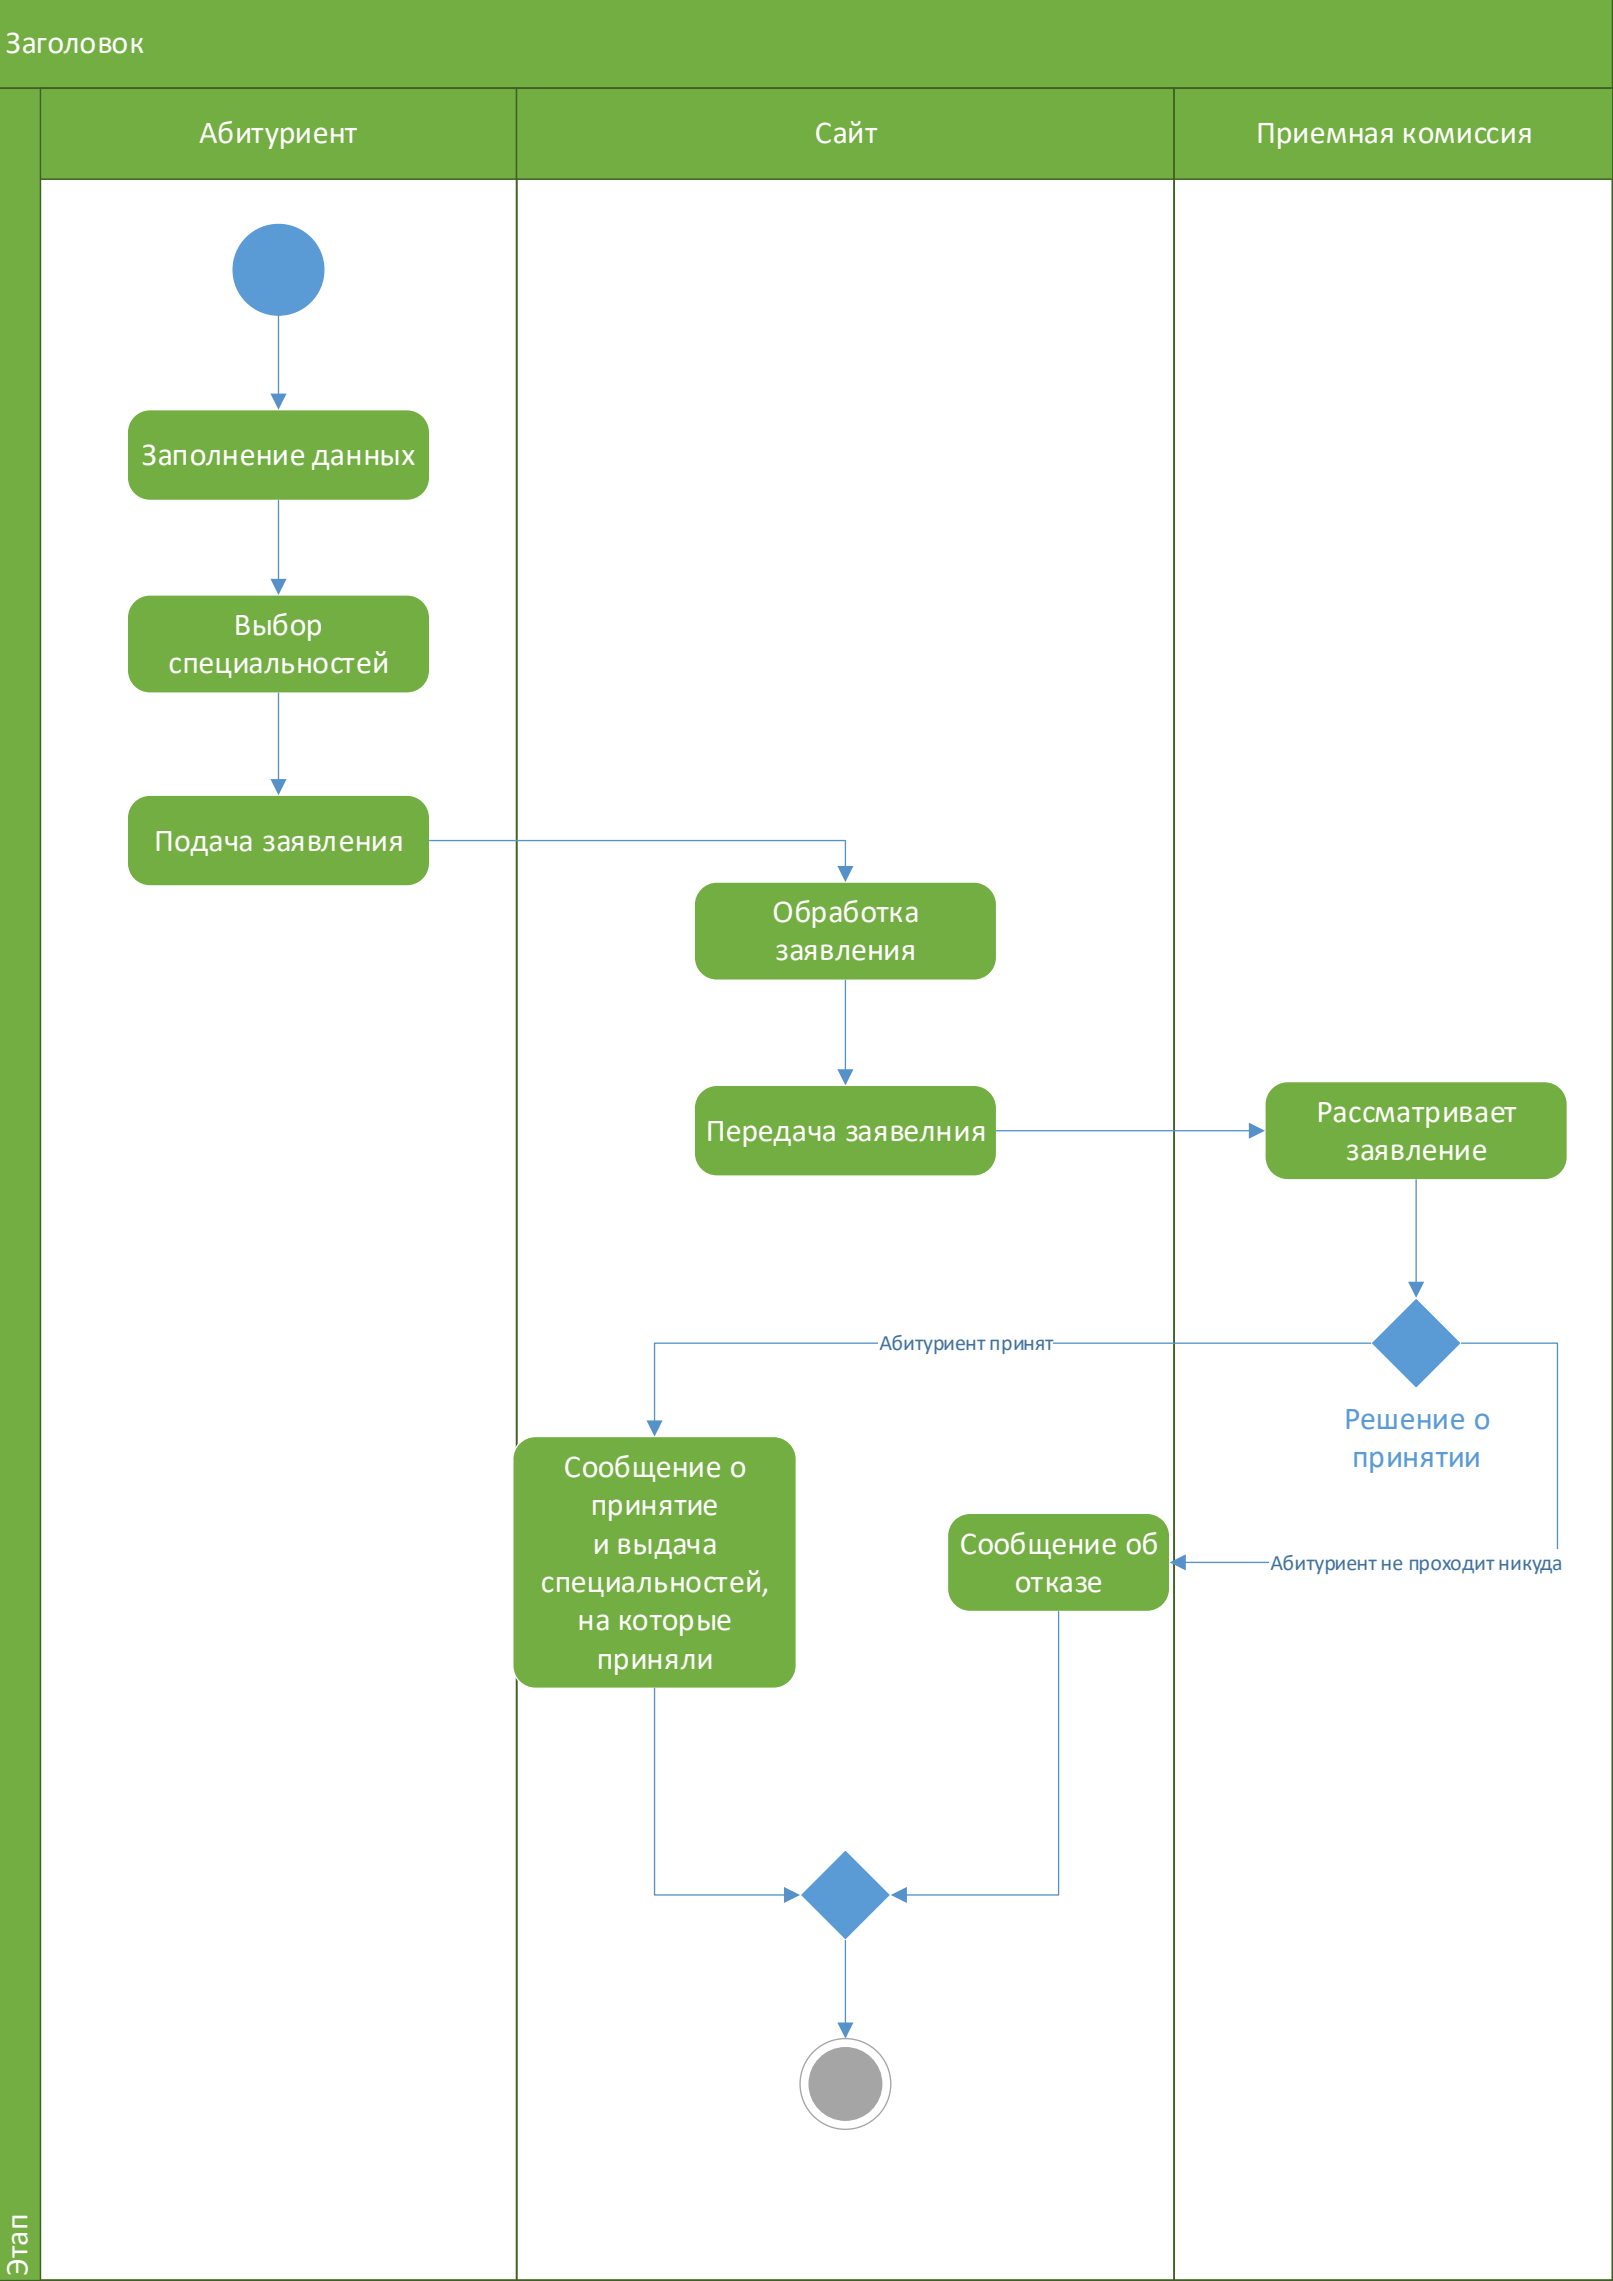 Заголовок
Абитуриент
Сайт
Приемная комиссия
Заполнение данных
Выбор
специальностей
Подача заявления
Обработка
заявления
Передача заявелния
Рассматривает
заявление
Абитуриент принят
Решение о
принятии
Сообщение о
принятие
и выдача
специальностей,
на которые
приняли
Сообщение об
отказе
Абитуриент не проходит никуда
Этап